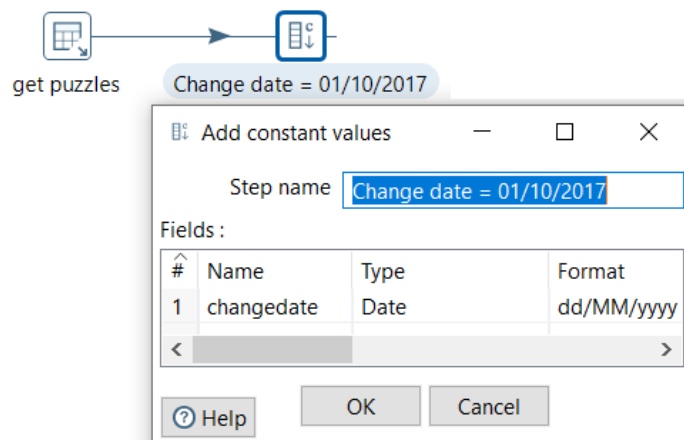 get puzzles
Change date = 01/10/2017
Add constant values
Step name Change date = 01/10/2017
Fields :
# Name Type Format
1 changedate Date dd/MM/yyyy
Help OK Cancel